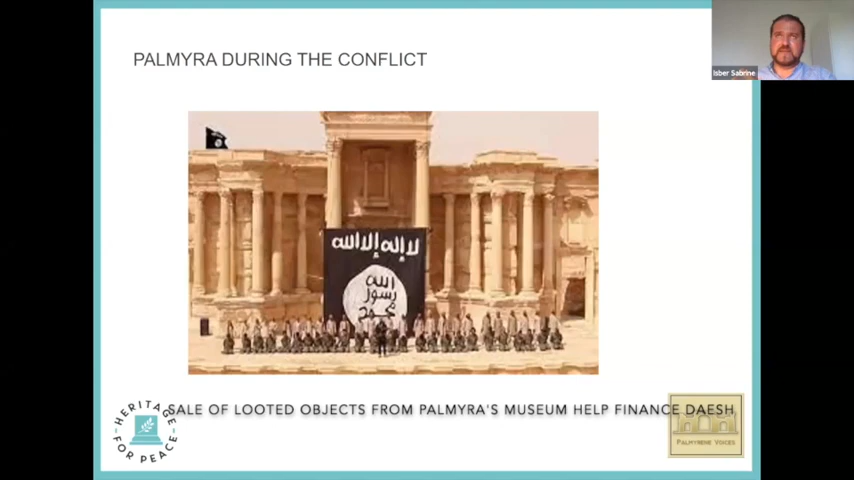 Isber Sabrine
PALMYRA DURING THE CONFLICT
لا إله إلا الله
الله
رسول
محمد
SALE OF LOOTED OBJECTS FROM PALMYRA'S MUSEUM HELP FINANCE DAESH
HERITAGE
FOR PEACE
PALMYRENE VOICES